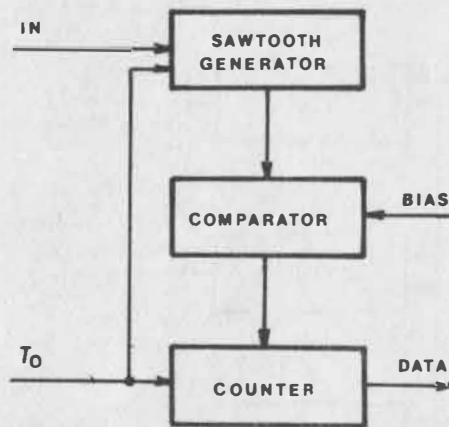 IN
SAWTOOTH
GENERATOR
COMPARATOR
BIAS
T0
COUNTER
DATA